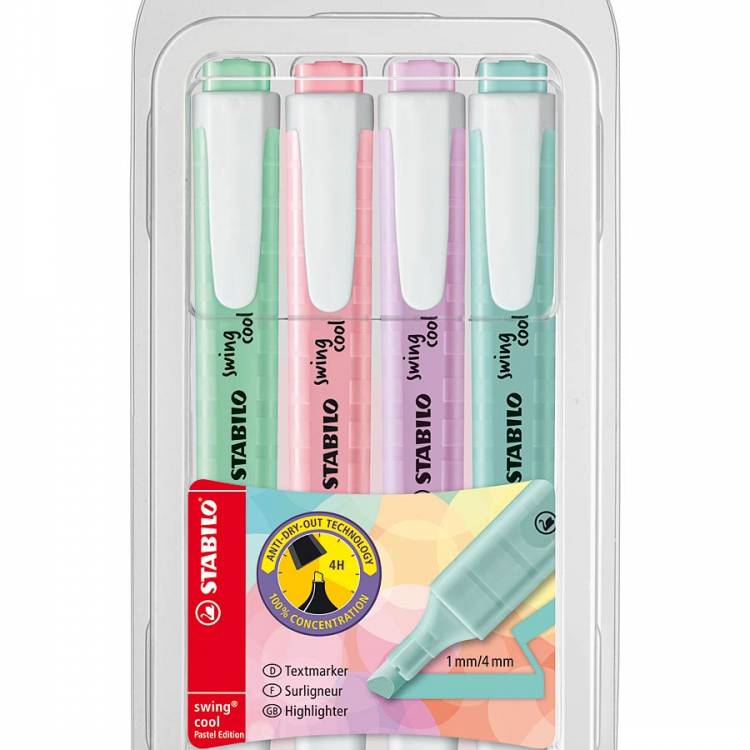 swing
cool
STABILO
swing
cool
STABILO
swing
cool
STABILO
swing
cool
STABILO
STABILO
ANTI-DRY-OUT TECHNOLOGY
4H
100% CONCENTRATION
1 mm/4 mm
D Textmarker
F Surligneur
GB Highlighter
swing®
cool
Pastel Edition